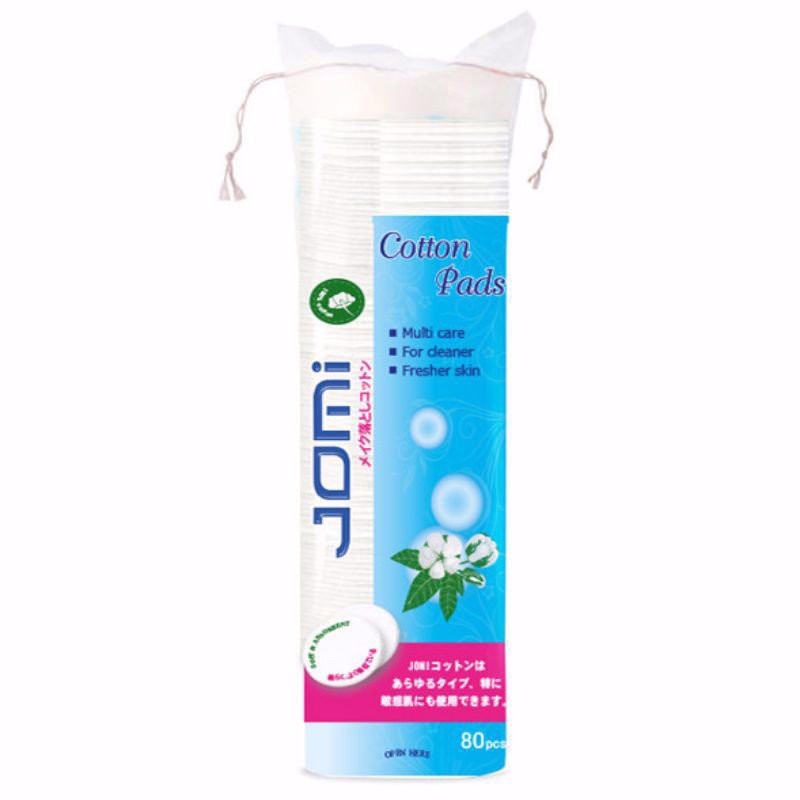 Cotton
Pads
Multi care
For cleaner
Fresher skin
JOMi
メイク落としコットン
SOFT & ABSORBENT
JOMIコットンは
あらゆるタイプ、特に
敏感肌にも使用できます。
80pcs
OPEN HERE